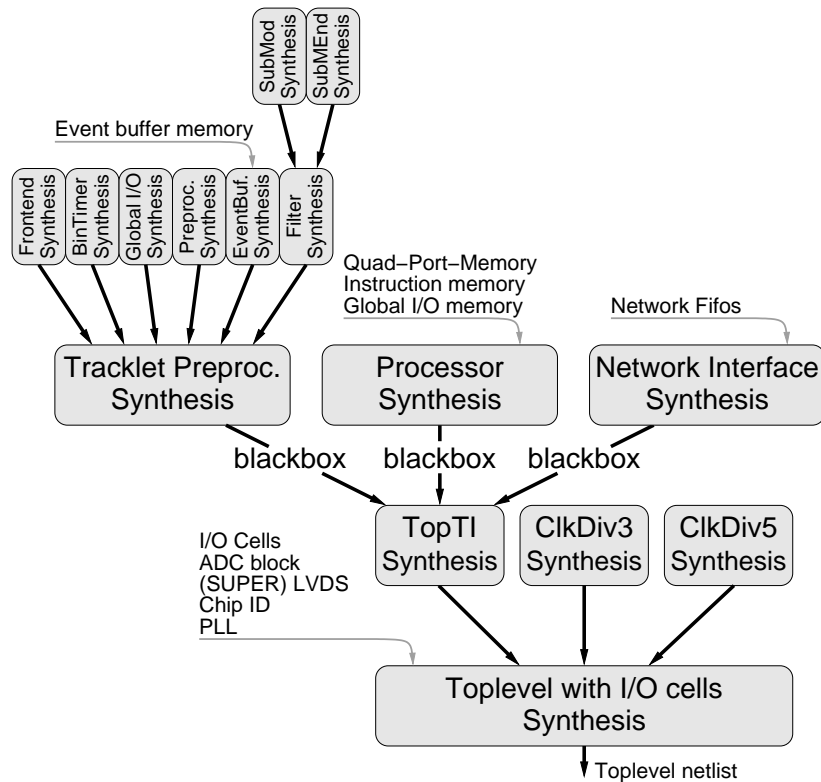 SubMod
Synthesis
SubMEnd
Synthesis
Event buffer memory
Frontend
Synthesis
BinTimer
Synthesis
Global I/O
Synthesis
Preproc.
Synthesis
EventBuf.
Synthesis
Filter
Synthesis
Quad−Port−Memory
Instruction memory
Global I/O memory
Network Fifos
Tracklet Preproc.
Synthesis
Processor
Synthesis
Network Interface
Synthesis
blackbox
blackbox
blackbox
TopTI
Synthesis
ClkDiv3
Synthesis
ClkDiv5
Synthesis
I/O Cells
ADC block
(SUPER) LVDS
Chip ID
PLL
Toplevel with I/O cells
Synthesis
Toplevel netlist